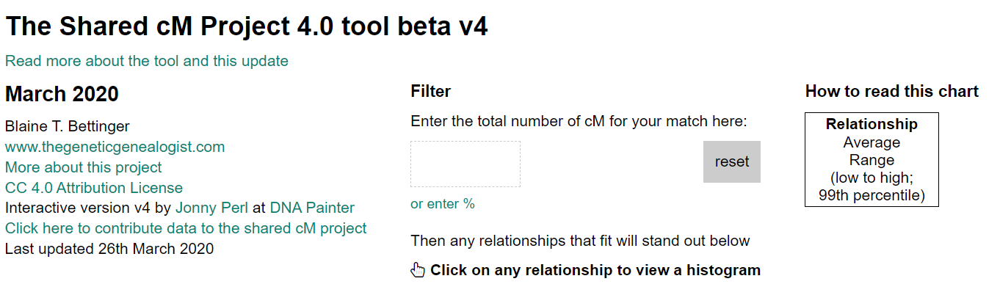 The Shared cM Project 4.0 tool beta v4
Read more about the tool and this update
March 2020
Blaine T. Bettinger
www.thegeneticgenealogist.com
More about this project
CC 4.0 Attribution License
Interactive version v4 by Jonny Perl at DNA Painter
Click here to contribute data to the shared cM project
Last updated 26th March 2020
Filter
Enter the total number of cM for your match here:
reset
or enter %
Then any relationships that fit will stand out below
Click on any relationship to view a histogram
How to read this chart
Relationship
Average
Range
(low to high;
99th percentile)